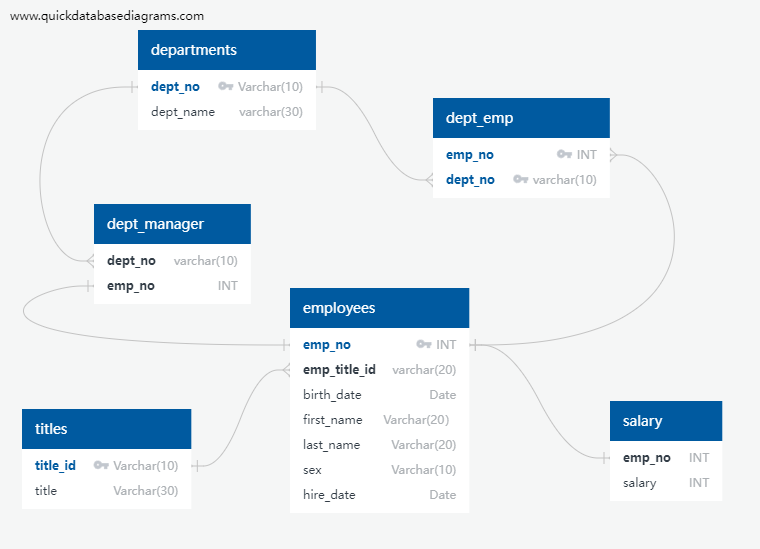 www.quickdatabasediagrams.com
departments
dept_no Varchar(10)
dept_name varchar(30)
dept_emp
emp_no INT
dept_no varchar(10)
dept_manager
dept_no varchar(10)
emp_no INT
employees
emp_no INT
emp_title_id varchar(20)
birth_date Date
first_name Varchar(20)
last_name Varchar(20)
sex Varchar(10)
hire_date Date
titles
title_id Varchar(10)
title Varchar(30)
salary
emp_no INT
salary INT